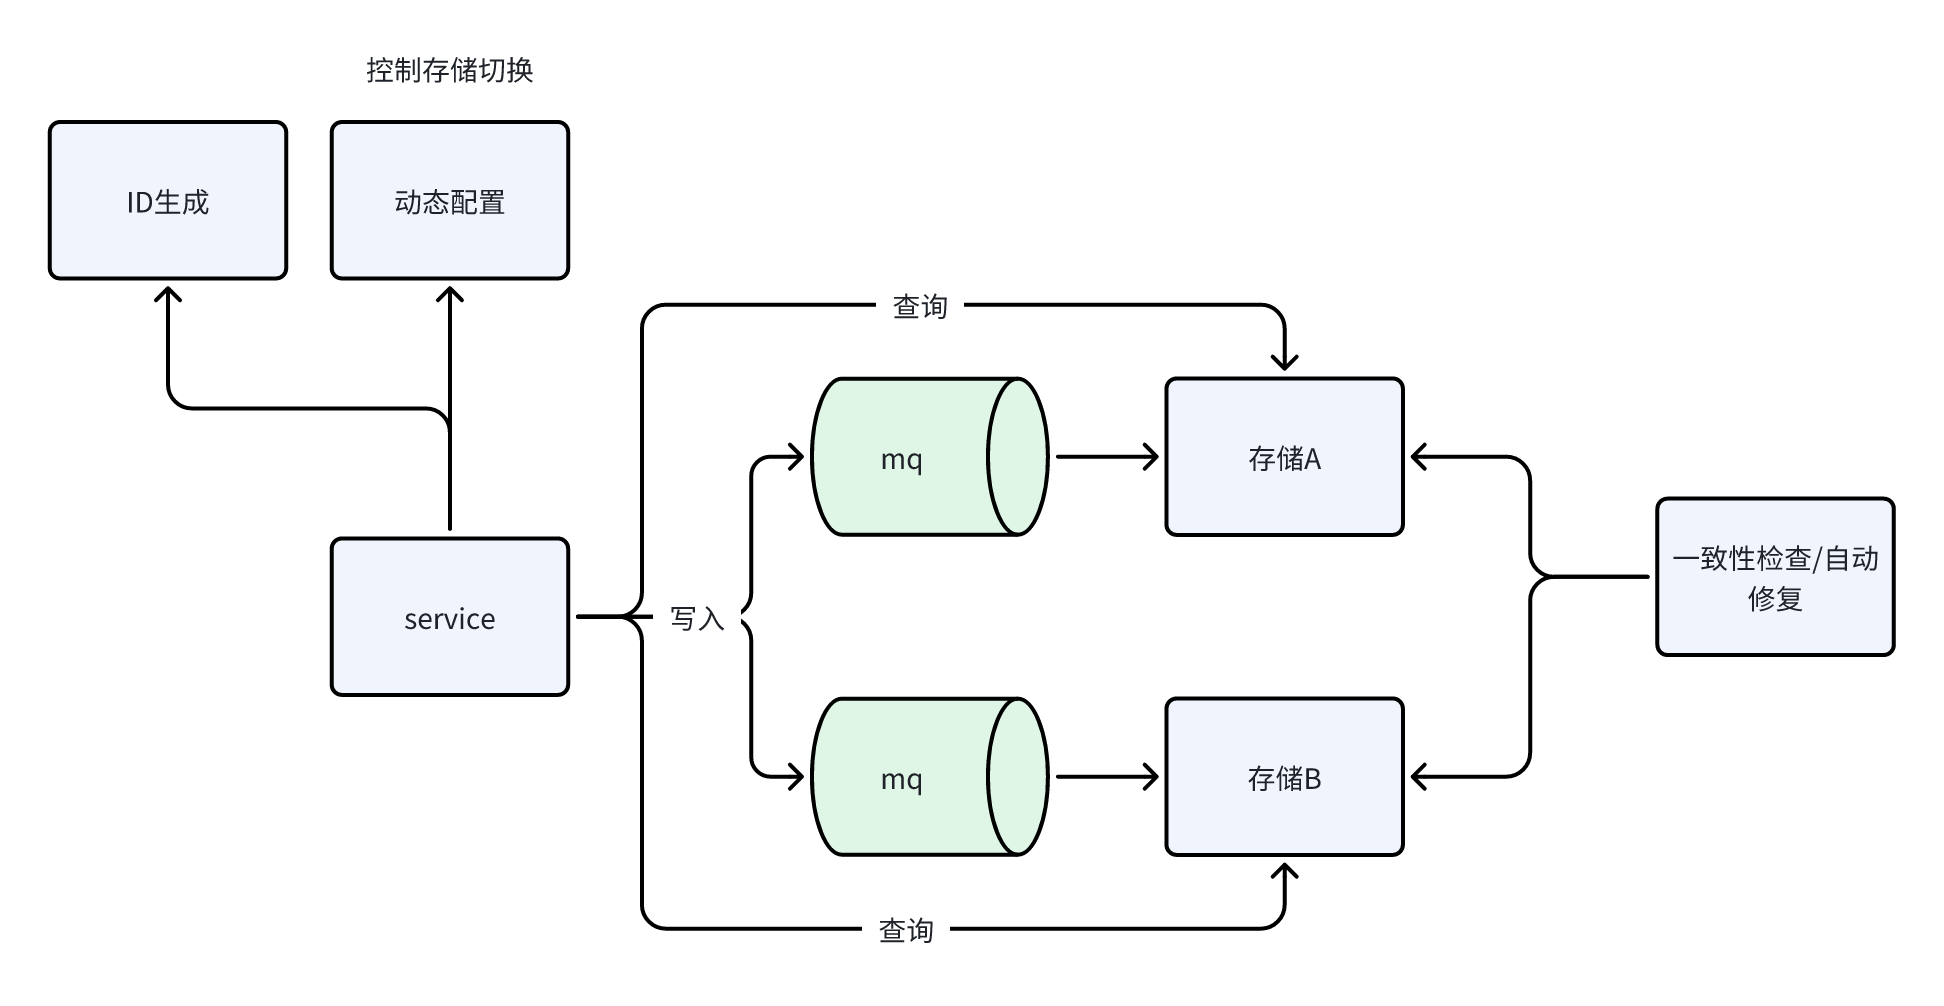 控制存储切换
ID生成
动态配置
查询
mq
存储A
一致性检查/自动
修复
service
写入
mq
存储B
查询